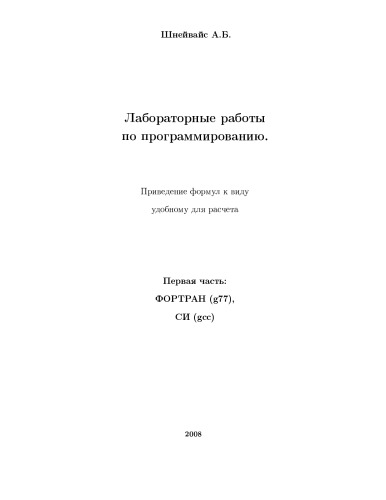 Шнейвайс А.Б.
Лабораторные работы
по программированию.
Приведение формул к виду
удобному для расчета
Первая часть:
ФОРТРАН (g77),
СИ (gcc)
2008